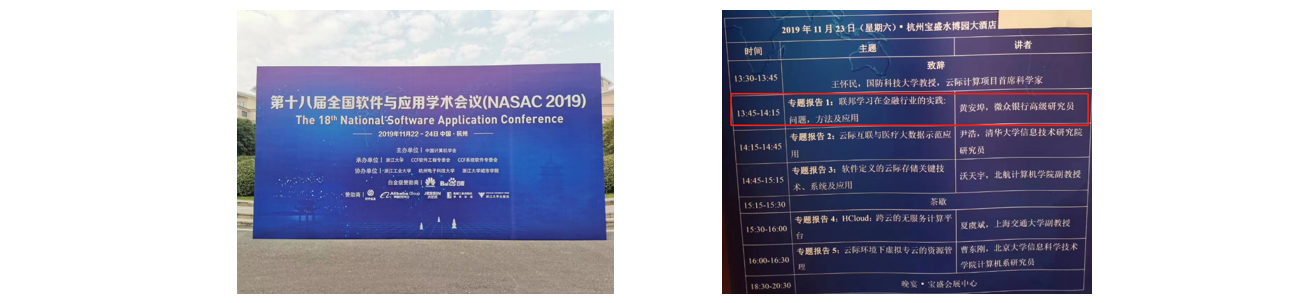 第十八届全国软件与应用学术会议(NASAC 2019)
The 18th National Software Application Conference
2019年11月22-24日 中国·杭州
主办单位 | 中国计算机学会
承办单位 | 浙江大学 CCF软件工程专委会 CCF系统软件专委会
协办单位 | 浙江工业大学 杭州电子科技大学 浙江大学城市学院
白金级赞助商 | Bai 百度
赞助商 | Alibaba
2019 年 11 月 23 日（星期六）• 杭州宝盛水博园大酒店
时间 主题 讲者
13:30-13:45 致辞
王怀民，国防科技大学教授，云际计算项目首席科学家
13:45-14:15 专题报告 1：联邦学习在金融行业的实践:
问题，方法及应用
黄安埠，微众银行高级研究员
14:15-14:45 专题报告 2：云际互联与医疗大数据示范应
用
尹浩，清华大学信息技术研究院
研究员
14:45-15:15 专题报告 3：软件定义的云际存储关键技
术、系统及应用
沃天宇，北航计算机学院副教授
15:15-15:30 茶歇
15:30-16:00 专题报告 4：HCloud：跨云的无服务计算平
台
夏虞斌，上海交通大学副教授
16:00-16:30 专题报告 5：云际环境下虚拟专云的资源管
理
曹东刚，北京大学信息科学技术
学院计算机系研究员
18:30-20:30 晚宴 • 宝盛会展中心